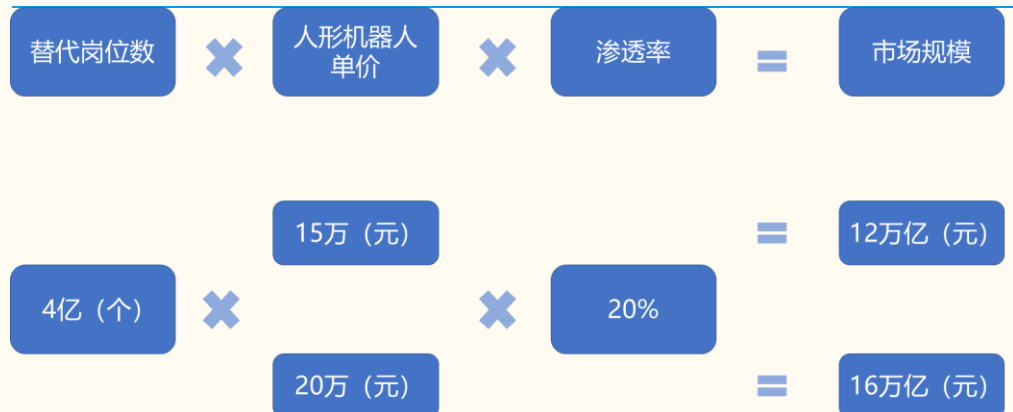 替代岗位数
人形机器人
单价
渗透率
市场规模
15万（元）
12万亿（元）
4亿（个）
20%
20万（元）
16万亿（元）